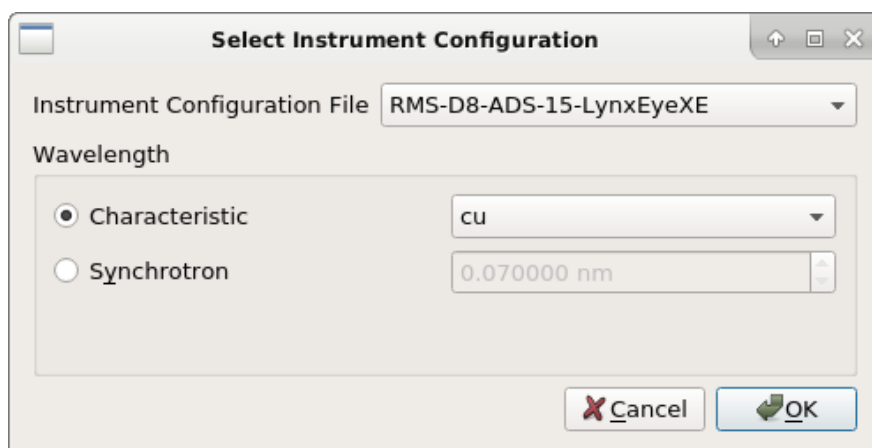 Select Instrument Configuration
Instrument Configuration File RMS-D8-ADS-15-LynxEyeXE
Wavelength
Characteristic cu
Synchrotron 0.070000 nm
Cancel OK